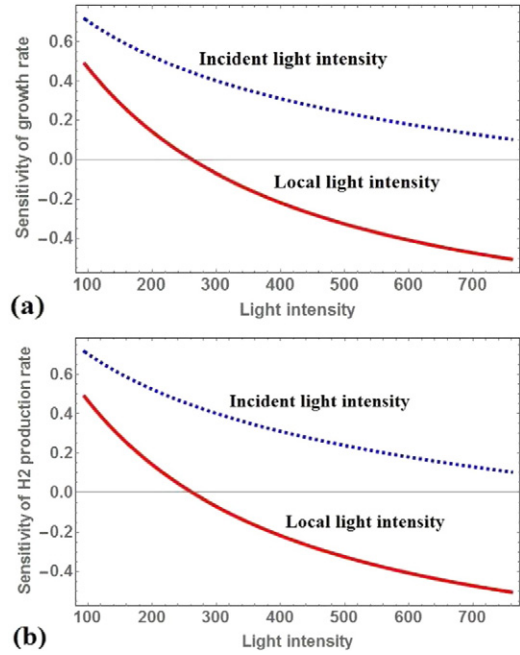 Sensitivity of growth rate
0.6
0.4
0.2
0.0
−0.2
−0.4
Incident light intensity
Local light intensity
100 200 300 400 500 600 700
Light intensity
(a)
Sensitivity of H2 production rate
0.6
0.4
0.2
0.0
−0.2
−0.4
Incident light intensity
Local light intensity
100 200 300 400 500 600 700
Light intensity
(b)